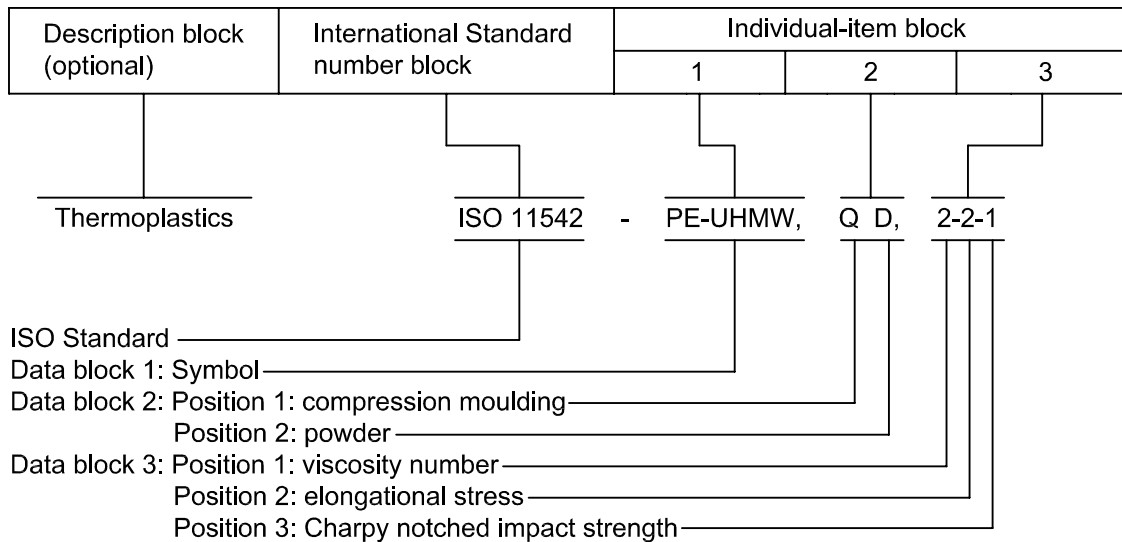 Description block
(optional)
International Standard
number block
Individual-item block
1 2 3
Thermoplastics ISO 11542 - PE-UHMW, Q D, 2-2-1
ISO Standard
Data block 1: Symbol
Data block 2: Position 1: compression moulding
Position 2: powder
Data block 3: Position 1: viscosity number
Position 2: elongational stress
Position 3: Charpy notched impact strength